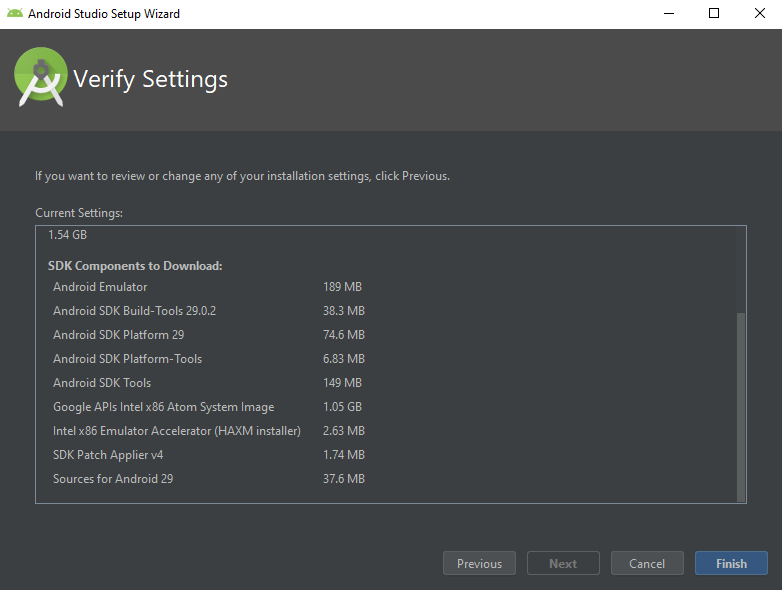 Android Studio Setup Wizard
Verify Settings
If you want to review or change any of your installation settings, click Previous.
Current Settings:
1.54 GB
SDK Components to Download:
Android Emulator 189 MB
Android SDK Build-Tools 29.0.2 38.3 MB
Android SDK Platform 29 74.6 MB
Android SDK Platform-Tools 6.83 MB
Android SDK Tools 149 MB
Google APIs Intel x86 Atom System Image 1.05 GB
Intel x86 Emulator Accelerator (HAXM installer) 2.63 MB
SDK Patch Applier v4 1.74 MB
Sources for Android 29 37.6 MB
Previous Next Cancel Finish